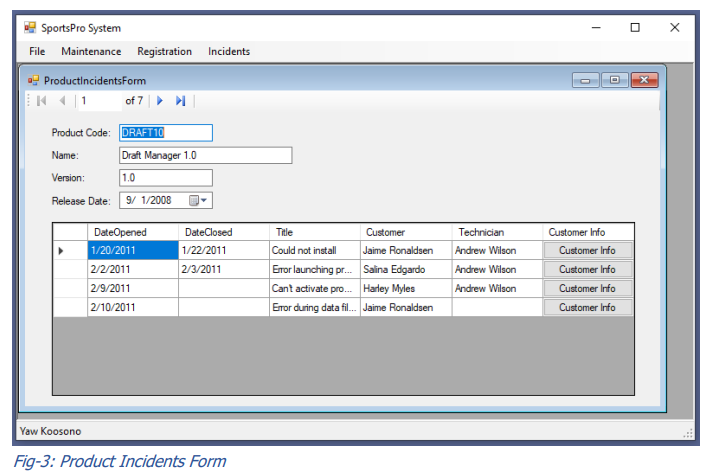 SportsPro System
File Maintenance Registration Incidents
ProductIncidentsForm
1 of 7
Product Code: DRAFT10
Name: Draft Manager 1.0
Version: 1.0
Release Date: 9/ 1/2008
DateOpened DateClosed Title Customer Technician Customer Info
1/20/2011 1/22/2011 Could not install Jaime Ronaldsen Andrew Wilson Customer Info
2/2/2011 2/3/2011 Error launching pr... Salina Edgardo Andrew Wilson Customer Info
2/9/2011 Can't activate pro... Harley Myles Andrew Wilson Customer Info
2/10/2011 Error during data fil... Jaime Ronaldsen Customer Info
Yaw Koosono
Fig-3: Product Incidents Form